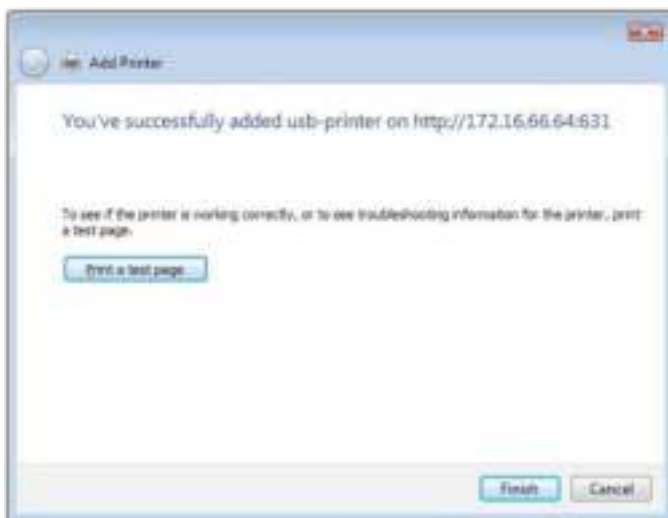 Add Printer
You've successfully added usb-printer on http://172.16.66.64:631
To see if the printer is working correctly, or to see troubleshooting information for the printer, print
a test page.
Print a test page
Finish Cancel